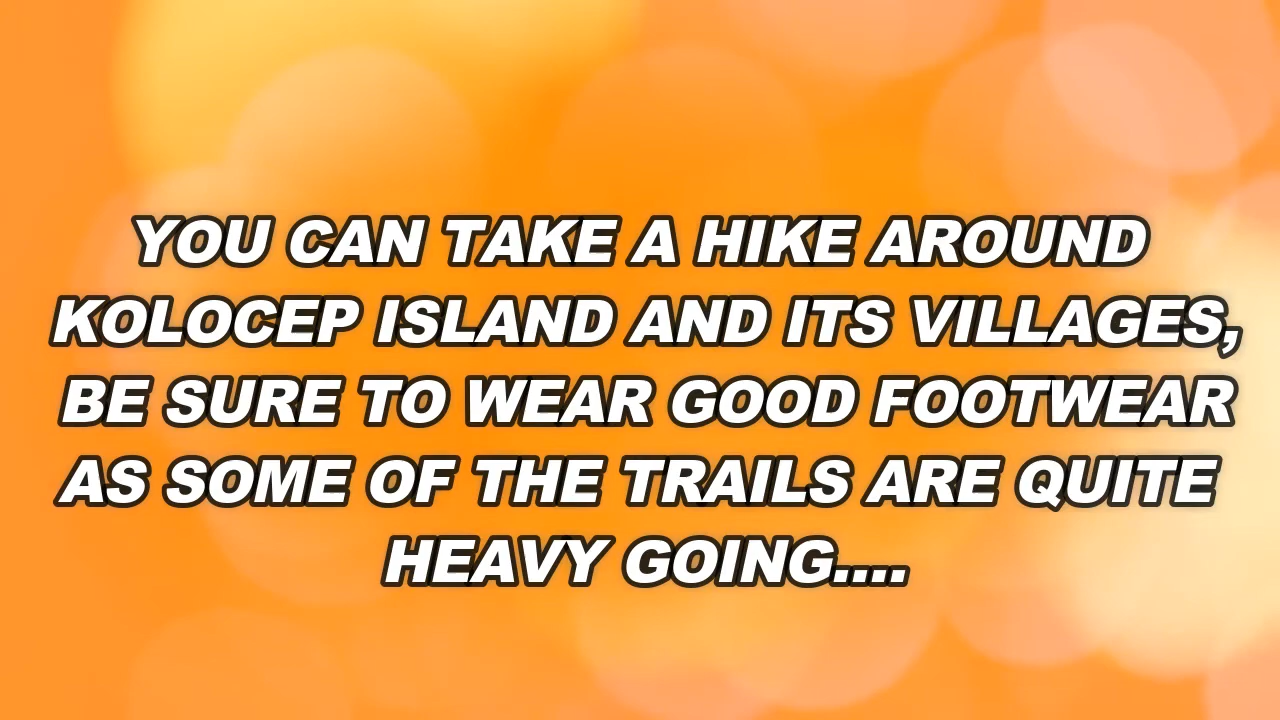 YOU CAN TAKE A HIKE AROUND
KOLOCEP ISLAND AND ITS VILLAGES,
BE SURE TO WEAR GOOD FOOTWEAR
AS SOME OF THE TRAILS ARE QUITE
HEAVY GOING....